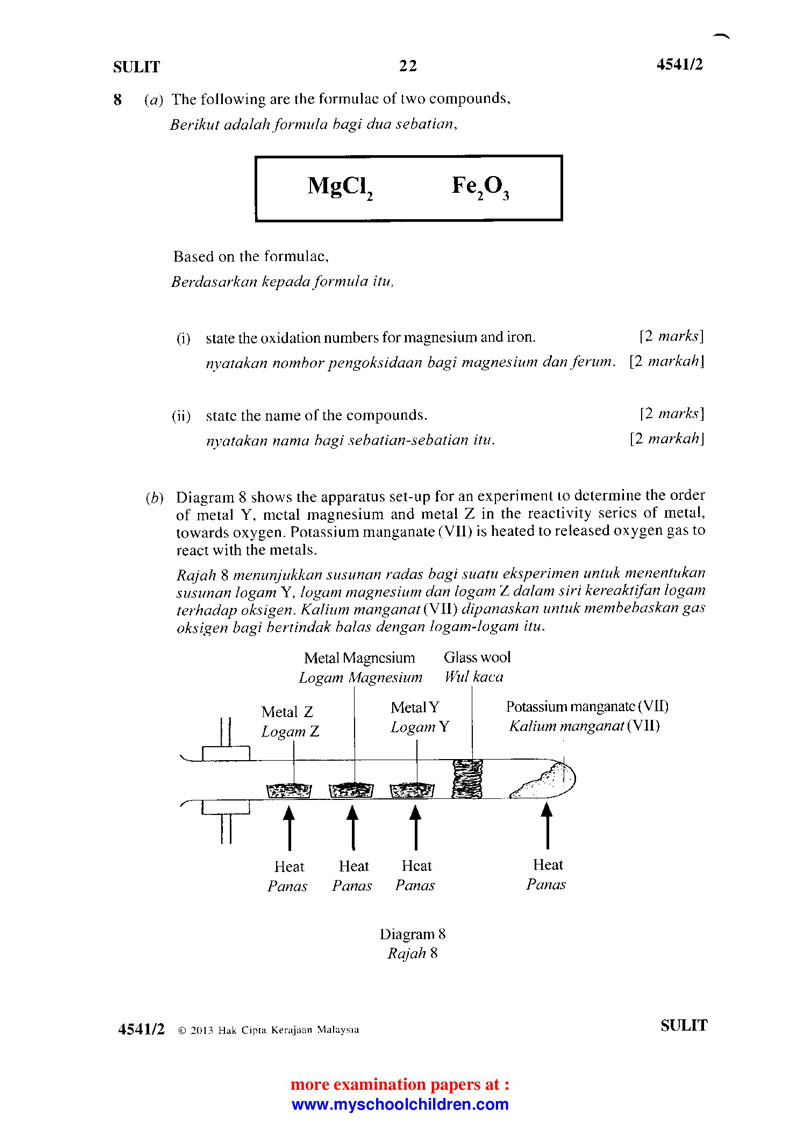 SULIT 22 4541/2
8 (a) The following are the formulae of two compounds,
Berikut adalah formula bagi dua sebatian,
MgCl₂ Fe₂O₃
Based on the formulae,
Berdasarkan kepada formula itu,
(i) state the oxidation numbers for magnesium and iron. [2 marks]
nyatakan nombor pengoksidaan bagi magnesium dan ferum. [2 markah]
(ii) state the name of the compounds. [2 marks]
nyatakan nama bagi sebatian-sebatian itu. [2 markah]
(b) Diagram 8 shows the apparatus set-up for an experiment to determine the order
of metal Y, metal magnesium and metal Z in the reactivity series of metal,
towards oxygen. Potassium manganate (VII) is heated to released oxygen gas to
react with the metals.
Rajah 8 menunjukkan susunan radas bagi suatu eksperimen untuk menentukan
susunan logam Y, logam magnesium dan logam Z dalam siri kereaktifan logam
terhadap oksigen. Kalium manganat (VII) dipanaskan untuk membebaskan gas
oksigen bagi bertindak balas dengan logam-logam itu.
Metal Magnesium Glass wool
Logam Magnesium Wul kaca
Metal Z Metal Y Potassium manganate (VII)
Logam Z Logam Y Kalium manganat (VII)
Heat Heat Heat Heat
Panas Panas Panas Panas
Diagram 8
Rajah 8
4541/2 © 2013 Hak Cipta Kerajaan Malaysia SULIT
more examination papers at :
www.myschoolchildren.com